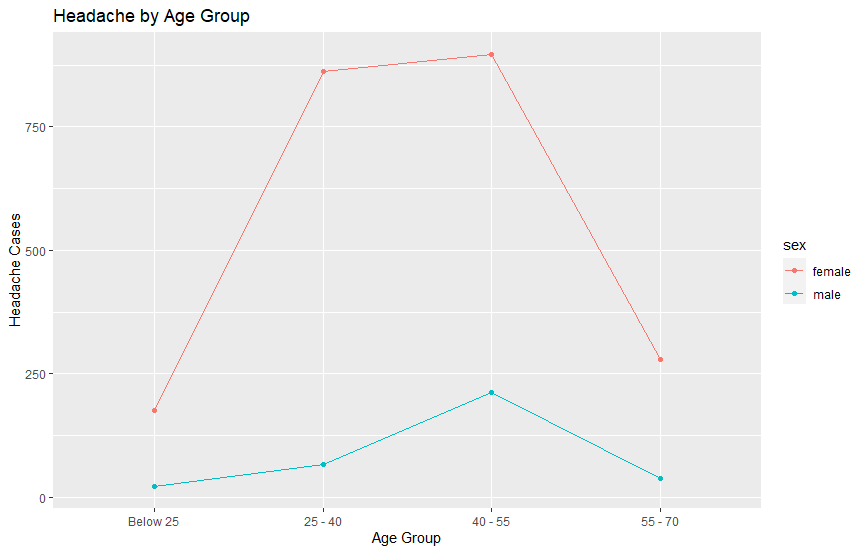 Headache by Age Group
Headache Cases
750
500
250
0
Below 25
25 - 40
40 - 55
55 - 70
Age Group
sex
female
male